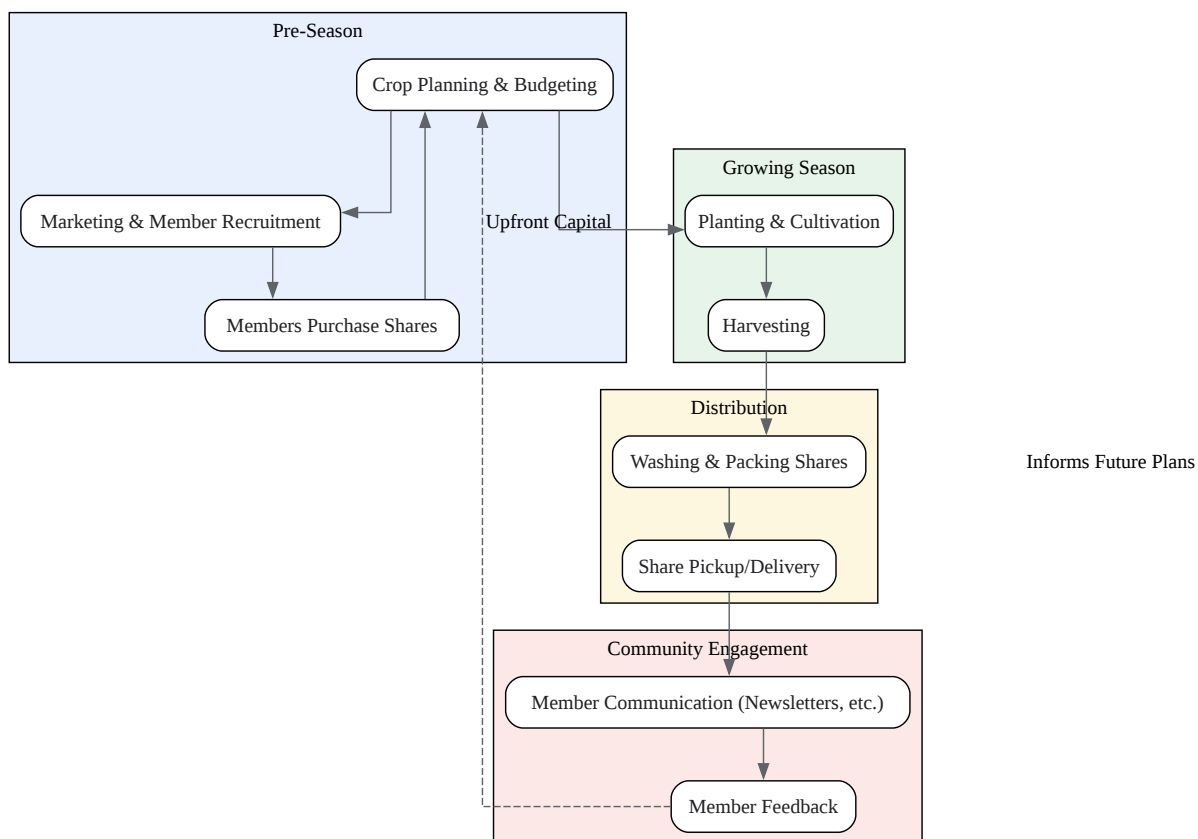 Pre-Season
Crop Planning & Budgeting
Growing Season
Marketing & Member Recruitment
Upfront Capital
Planting & Cultivation
Members Purchase Shares
Harvesting
Distribution
Washing & Packing Shares
Informs Future Plans
Share Pickup/Delivery
Community Engagement
Member Communication (Newsletters, etc.)
Member Feedback